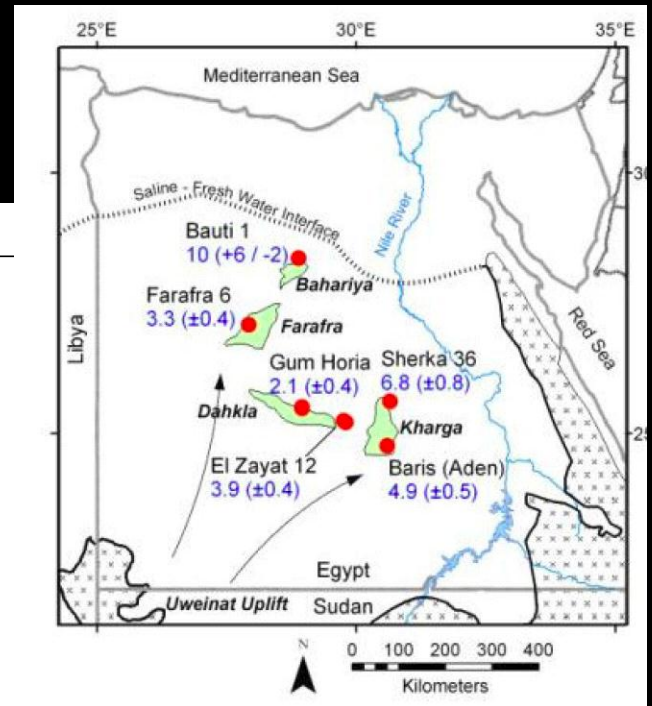 25°E 30°E 35°E
Mediterranean Sea
Saline - Fresh Water Interface
Nile River
Bauti 1
10 (+6 / -2)
Bahariya
Farafra 6
3.3 (±0.4)
Farafra
Libya
Red Sea
Gum Horia
2.1 (±0.4)
Sherka 36
6.8 (±0.8)
Dahkla
Kharga
El Zayat 12
3.9 (±0.4)
Baris (Aden)
4.9 (±0.5)
25°
Egypt
Uweinat Uplift
Sudan
N
0 100 200 300 400
Kilometers